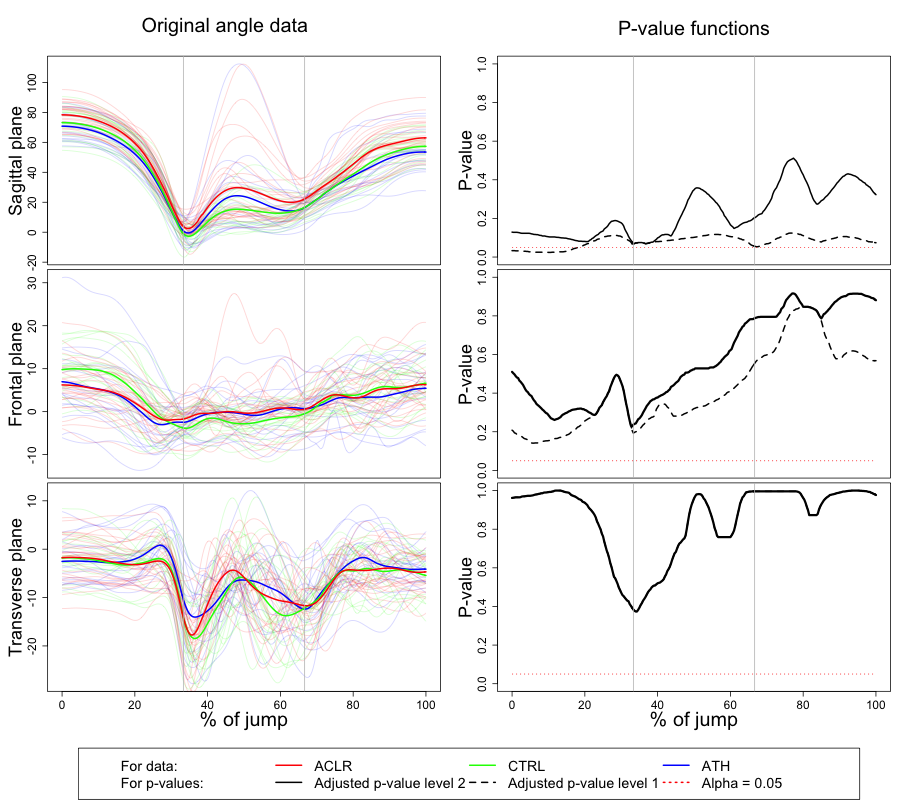 Original angle data
P-value functions
Sagittal plane
-20 0 20 40 60 80 100
P-value
0.0 0.2 0.4 0.6 0.8 1.0
Frontal plane
-10 0 10 20 30
P-value
0.0 0.2 0.4 0.6 0.8 1.0
Transverse plane
-20 -10 0 10
P-value
0.0 0.2 0.4 0.6 0.8 1.0
0 20 40 60 80 100
0 20 40 60 80 100
% of jump
% of jump
For data: ACLR CTRL ATH
For p-values: Adjusted p-value level 2 Adjusted p-value level 1 Alpha = 0.05